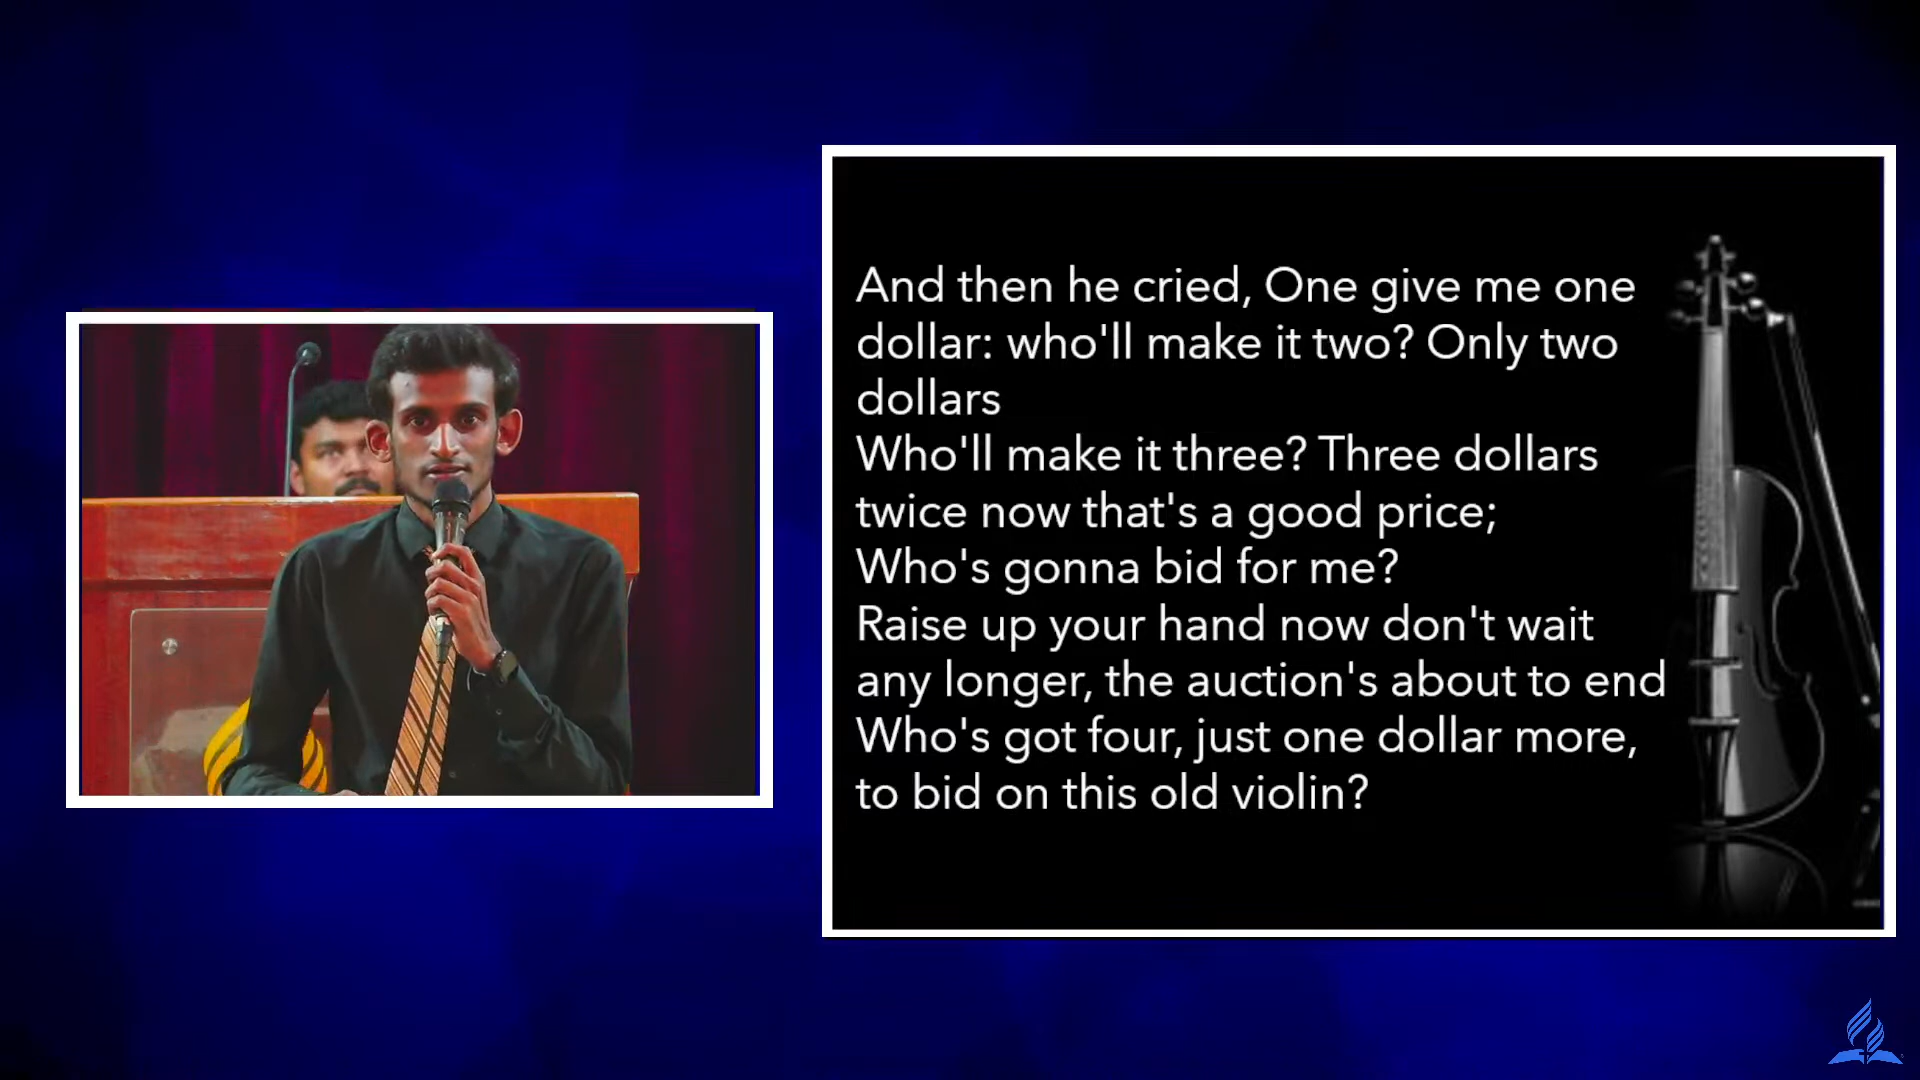 And then he cried, One give me one
dollar: who'll make it two? Only two
dollars
Who'll make it three? Three dollars
twice now that's a good price;
Who's gonna bid for me?
Raise up your hand now don't wait
any longer, the auction's about to end
Who's got four, just one dollar more,
to bid on this old violin?